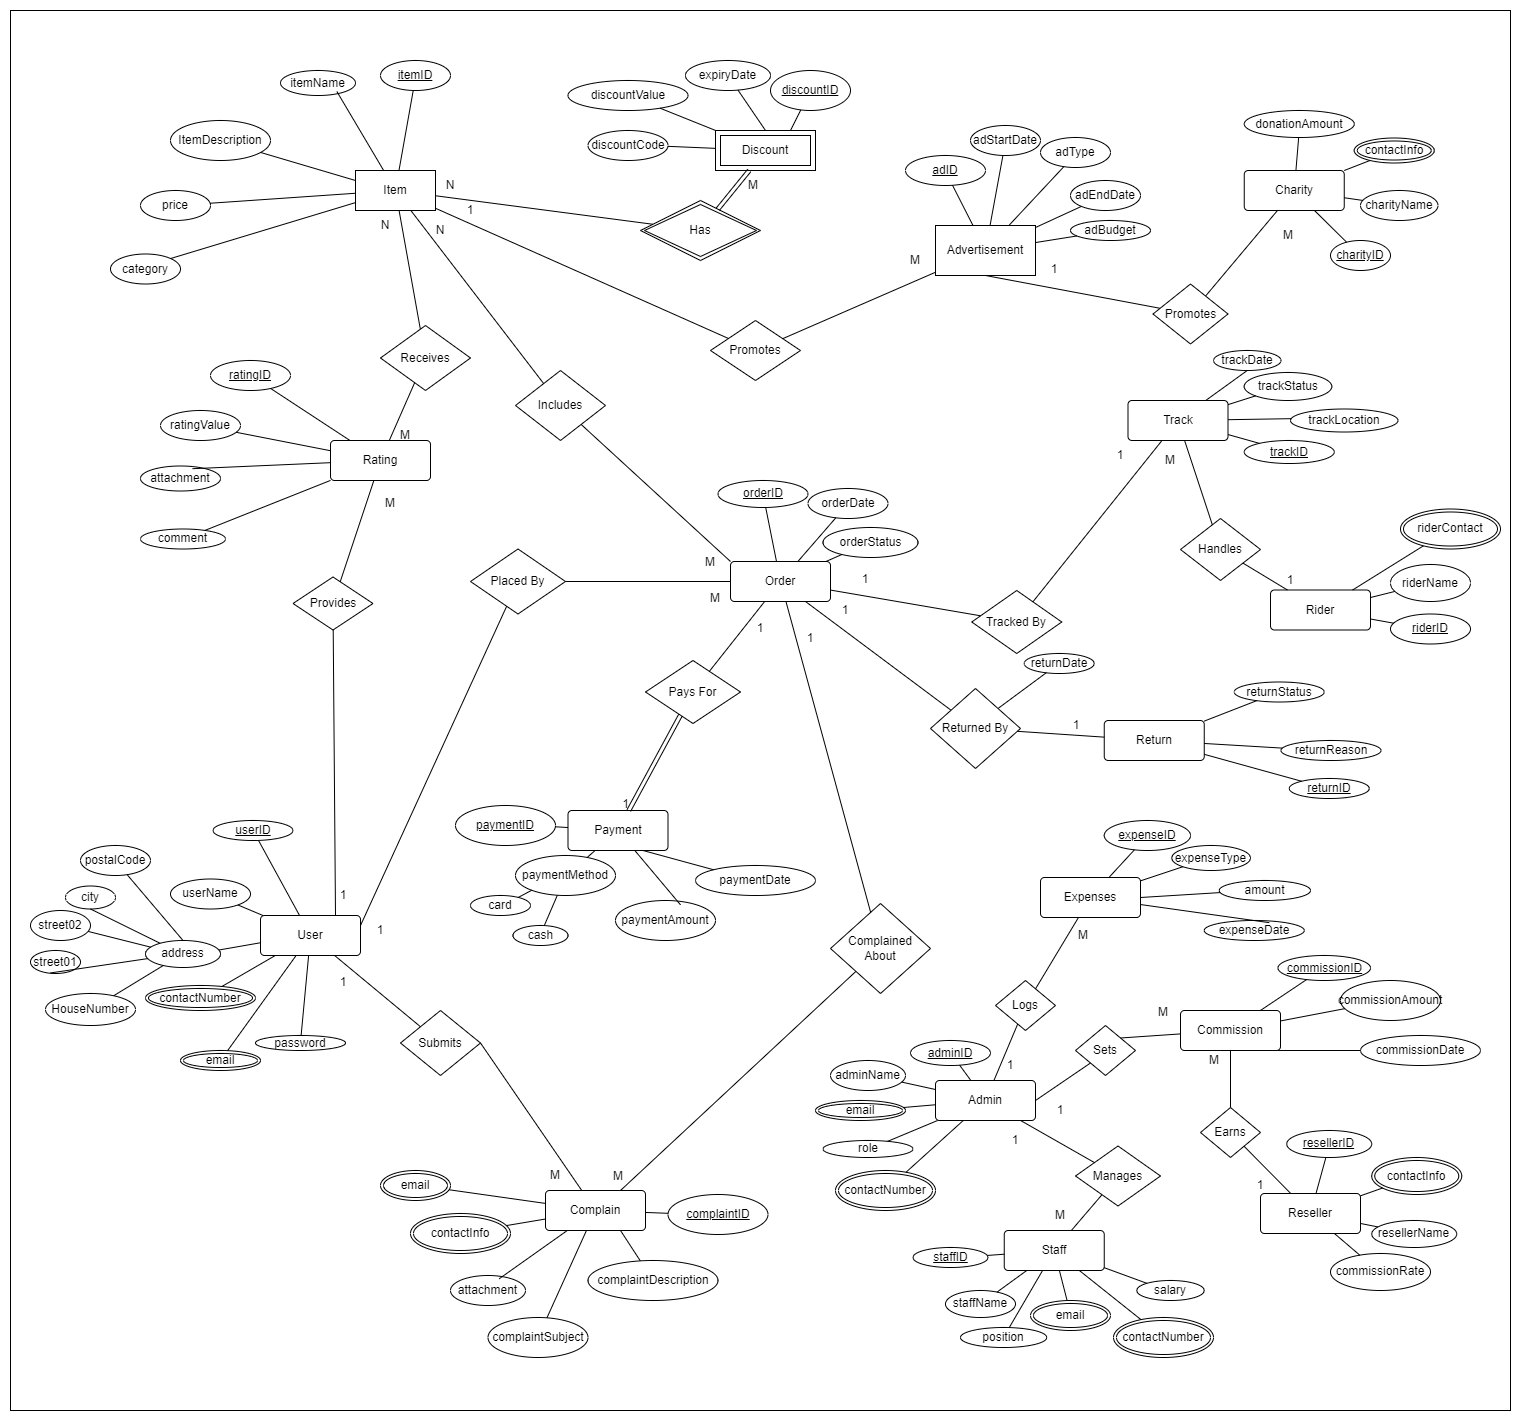 itemName
itemID
discountValue
expiryDate
discountID
ItemDescription
discountCode
Discount
adID
adStartDate
adType
donationAmount
contactInfo
price
Item
N
1
M
Has
adEndDate
adBudget
Charity
charityName
charityID
category
N
N
Advertisement
M
1
M
Promotes
Receives
Promotes
ratingID
Includes
trackDate
trackStatus
trackLocation
trackID
Track
ratingValue
M
Rating
attachment
comment
M
1
M
orderID
orderDate
orderStatus
Handles
riderContact
riderName
riderID
Rider
1
Placed By
M
Order
M
1
1
1
1
Provides
Tracked By
Pays For
returnDate
Returned By
1
Return
returnStatus
returnReason
returnID
1
paymentID
Payment
paymentMethod
paymentDate
card
cash
paymentAmount
userID
postalCode
userName
city
street02
street01
HouseNumber
address
User
1
1
1
contactNumber
email
password
Complained
About
expenseID
expenseType
Expenses
amount
expenseDate
M
Logs
1
commissionID
commissionAmount
Commission
commissionDate
M
M
Sets
1
Submits
adminID
adminName
email
Admin
role
contactNumber
1
Manages
M
Earns
resellerID
contactInfo
1
Reseller
resellerName
commissionRate
M
M
email
contactInfo
Complain
complaintID
attachment
complaintDescription
complaintSubject
staffID
Staff
staffName
position
email
salary
contactNumber